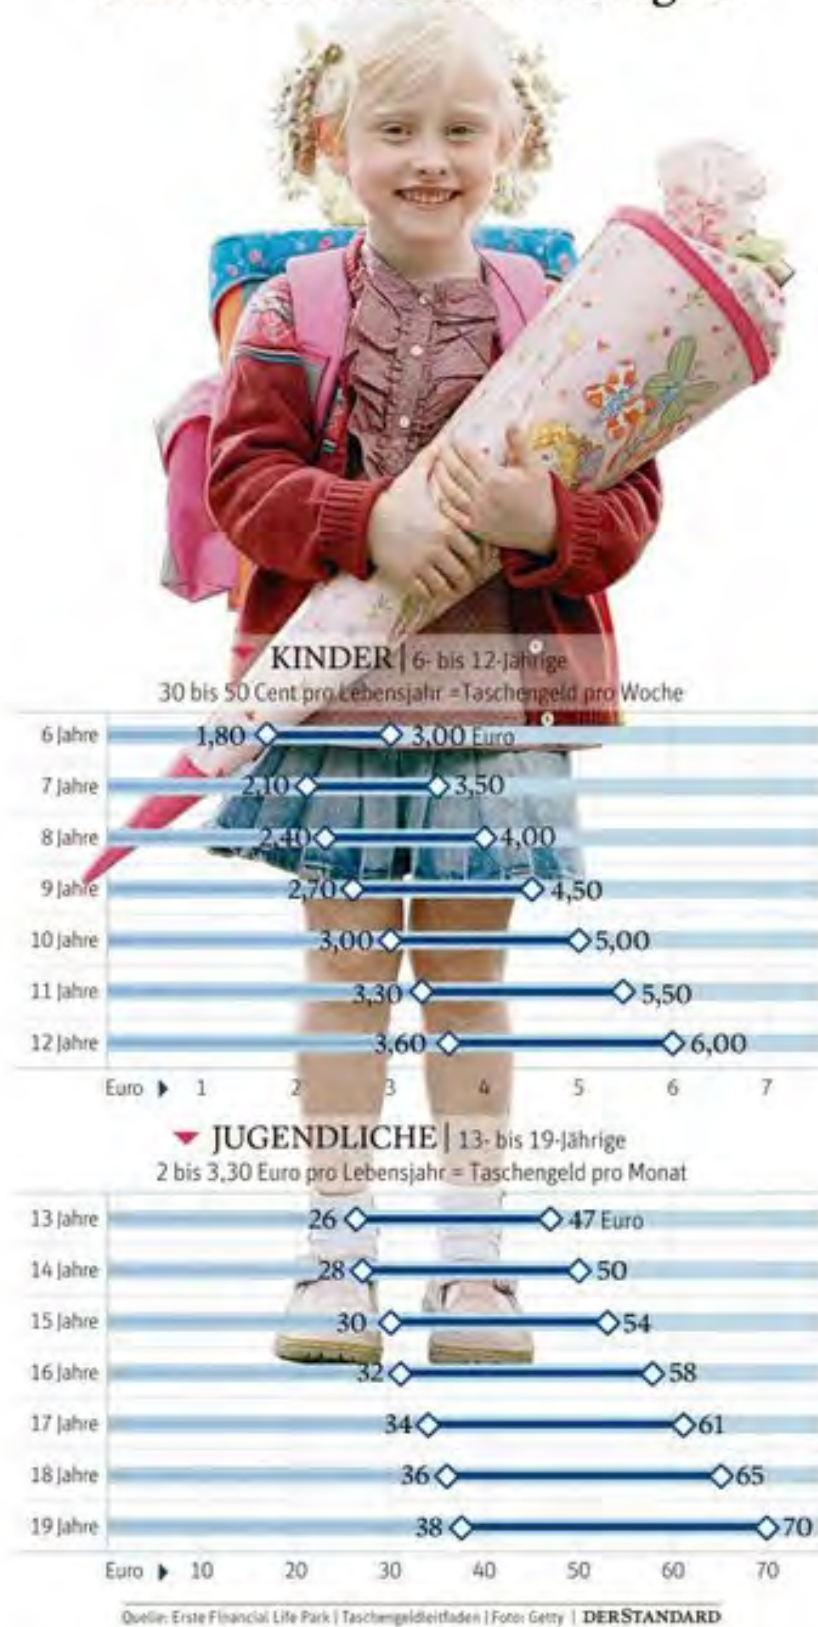 KINDER | 6- bis 12-Jährige
30 bis 50 Cent pro Lebensjahr = Taschengeld pro Woche
6 Jahre 1,80 3,00 Euro
7 Jahre 2,10 3,50
8 Jahre 2,40 4,00
9 Jahre 2,70 4,50
10 Jahre 3,00 5,00
11 Jahre 3,30 5,50
12 Jahre 3,60 6,00
Euro 1 2 3 4 5 6 7
JUGENDLICHE | 13- bis 19-Jährige
2 bis 3,30 Euro pro Lebensjahr = Taschengeld pro Monat
13 Jahre 26 47 Euro
14 Jahre 28 50
15 Jahre 30 54
16 Jahre 32 58
17 Jahre 34 61
18 Jahre 36 65
19 Jahre 38 70
Euro 10 20 30 40 50 60 70
Quelle: Erste Financial Life Park | Taschengeldleitfaden | Foto: Getty | DERSTANDARD